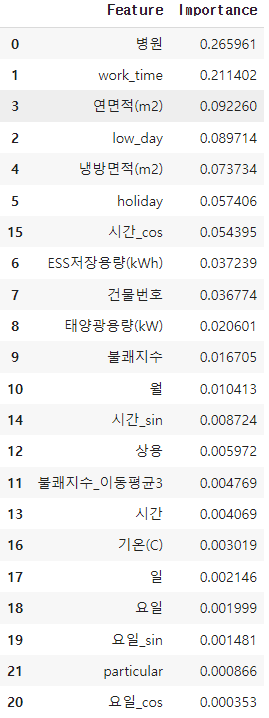 Feature Importance
0 병원 0.265961
1 work_time 0.211402
3 연면적(m2) 0.092260
2 low_day 0.089714
4 냉방면적(m2) 0.073734
5 holiday 0.057406
15 시간_cos 0.054395
6 ESS저장용량(kWh) 0.037239
7 건물번호 0.036774
8 태양광용량(kW) 0.020601
9 불쾌지수 0.016705
10 월 0.010413
14 시간_sin 0.008724
12 상용 0.005972
11 불쾌지수_이동평균3 0.004769
13 시간 0.004069
16 기온(C) 0.003019
17 일 0.002146
18 요일 0.001999
19 요일_sin 0.001481
21 particular 0.000866
20 요일_cos 0.000353